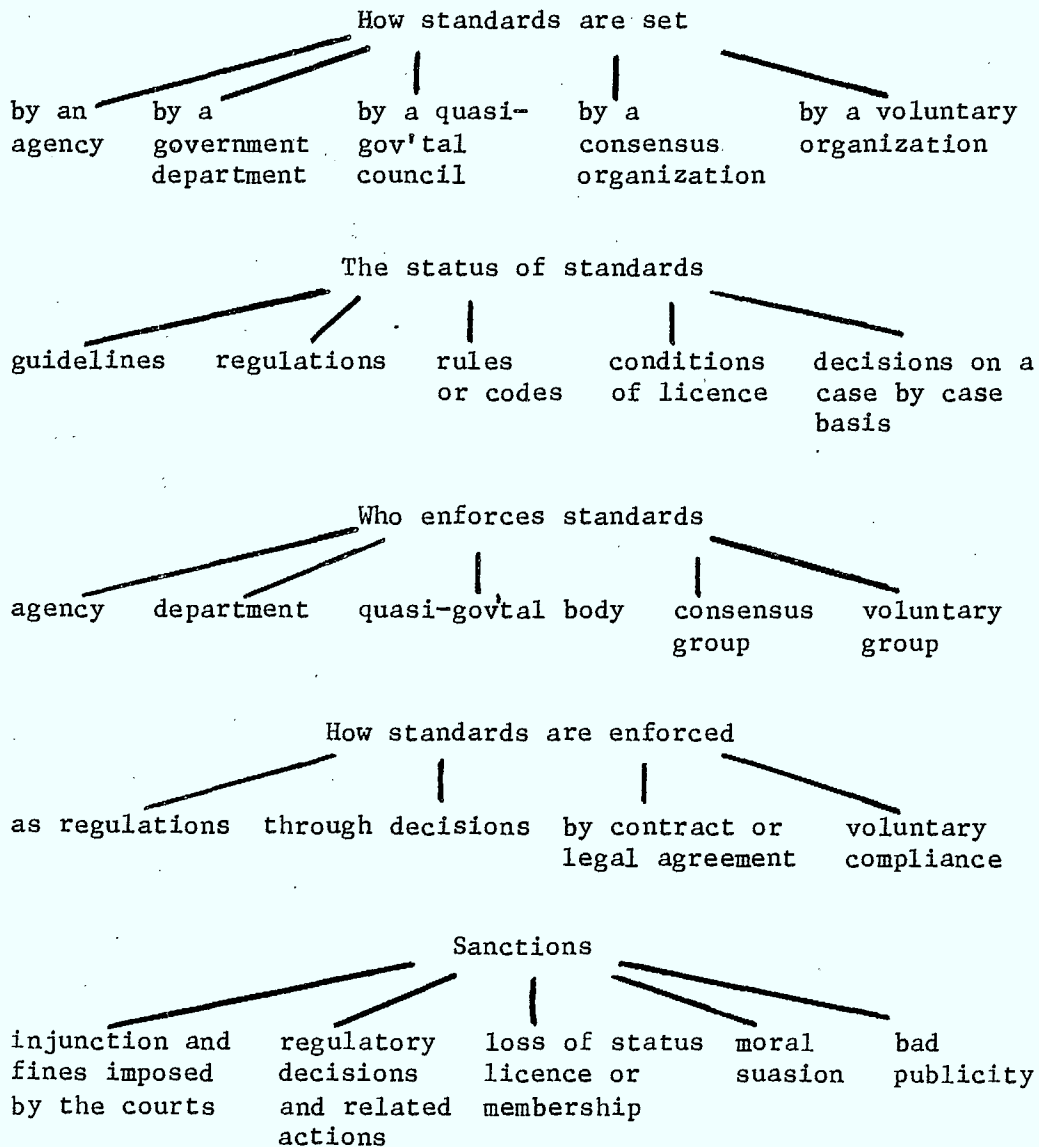 How standards are set
by an agency
by a government department
by a quasi-gov'tal council
by a consensus organization
by a voluntary organization
The status of standards
guidelines
regulations
rules or codes
conditions of licence
decisions on a case by case basis
Who enforces standards
agency
department
quasi-gov'tal body
consensus group
voluntary group
How standards are enforced
as regulations
through decisions
by contract or legal agreement
voluntary compliance
Sanctions
injunction and fines imposed by the courts
regulatory decisions and related actions
loss of status licence or membership
moral suasion
bad publicity